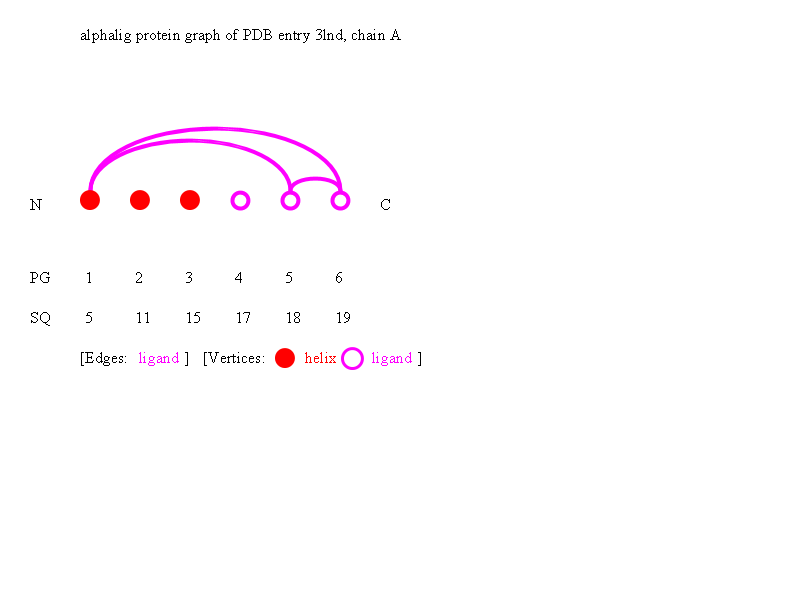 alphalig protein graph of PDB entry 3lnd, chain A
N C
PG 1 2 3 4 5 6
SQ 5 11 15 17 18 19
[Edges: ligand ] [Vertices: helix ligand ]